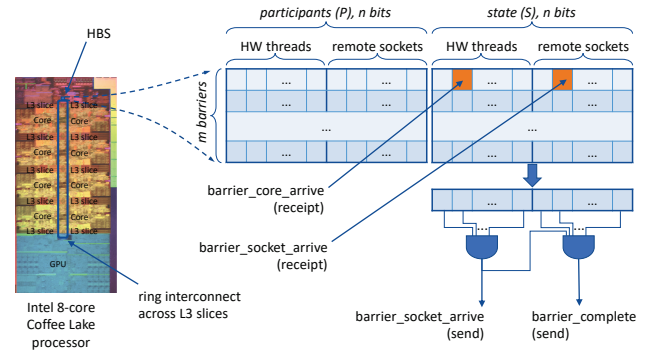 participants (P), n bits
state (S), n bits
HBS
HW threads
remote sockets
HW threads
remote sockets
m barriers
...
...
...
...
...
...
...
...
...
...
...
...
...
...
L3 slice
L3 slice
Core
Core
L3 slice
L3 slice
Core
Core
L3 slice
L3 slice
Core
Core
L3 slice
L3 slice
Core
Core
L3 slice
L3 slice
GPU
barrier_core_arrive
(receipt)
...
...
barrier_socket_arrive
(receipt)
...
...
ring interconnect
across L3 slices
Intel 8-core
Coffee Lake
processor
barrier_socket_arrive
(send)
barrier_complete
(send)